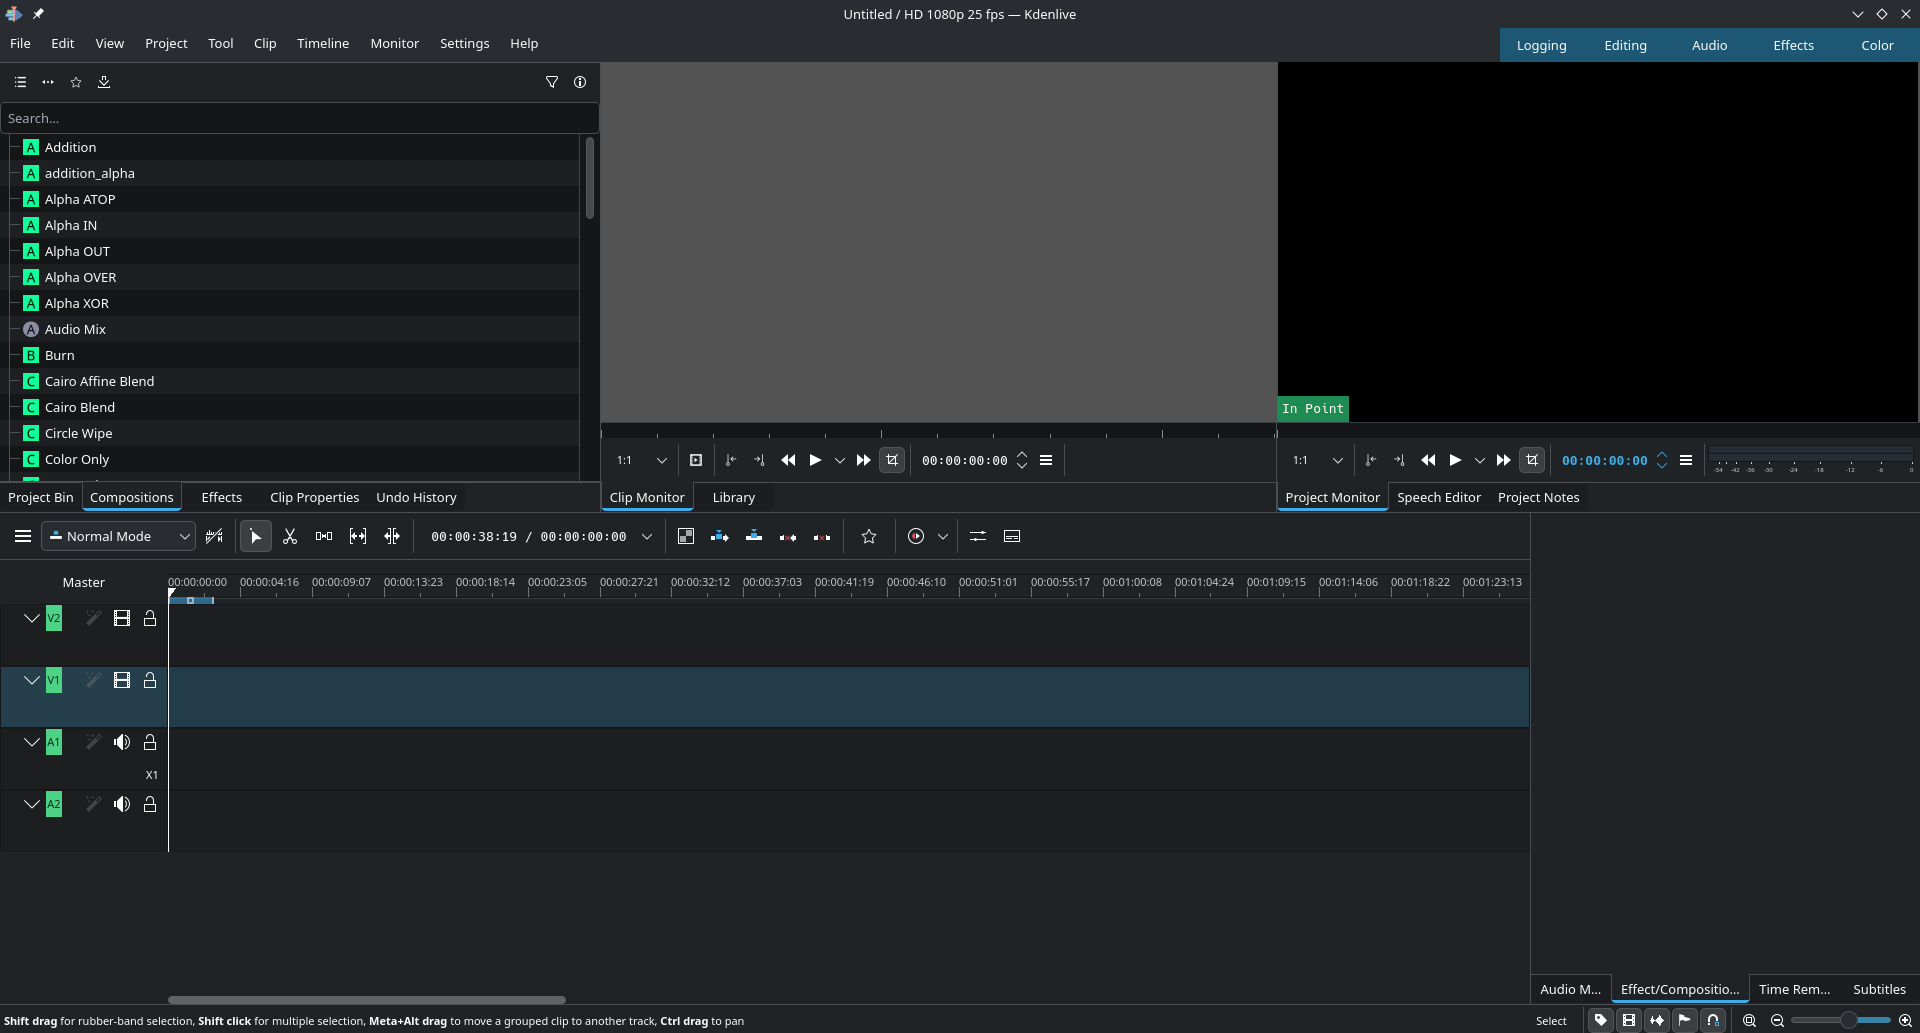 Untitled / HD 1080p 25 fps — Kdenlive
File Edit View Project Tool Clip Timeline Monitor Settings Help
Logging Editing Audio Effects Color
Search...
Addition
addition_alpha
Alpha ATOP
Alpha IN
Alpha OUT
Alpha OVER
Alpha XOR
Audio Mix
Burn
Cairo Affine Blend
Cairo Blend
Circle Wipe
Color Only
In Point
1:1 00:00:00:00
1:1 00:00:00:00
-54 -42 -36 -30 -24 -18 -12 -6 0
Project Bin Compositions Effects Clip Properties Undo History
Clip Monitor Library
Project Monitor Speech Editor Project Notes
Normal Mode 00:00:38:19 / 00:00:00:00
Master 00:00:00:00 00:00:04:16 00:00:09:07 00:00:13:23 00:00:18:14 00:00:23:05 00:00:27:21 00:00:32:12 00:00:37:03 00:00:41:19 00:00:46:10 00:00:51:01 00:00:55:17 00:01:00:08 00:01:04:24 00:01:09:15 00:01:14:06 00:01:18:22 00:01:23:13
V2
V1
A1
X1
A2
Audio M... Effect/Compositio... Time Rem... Subtitles
Shift drag for rubber-band selection, Shift click for multiple selection, Meta+Alt drag to move a grouped clip to another track, Ctrl drag to pan
Select